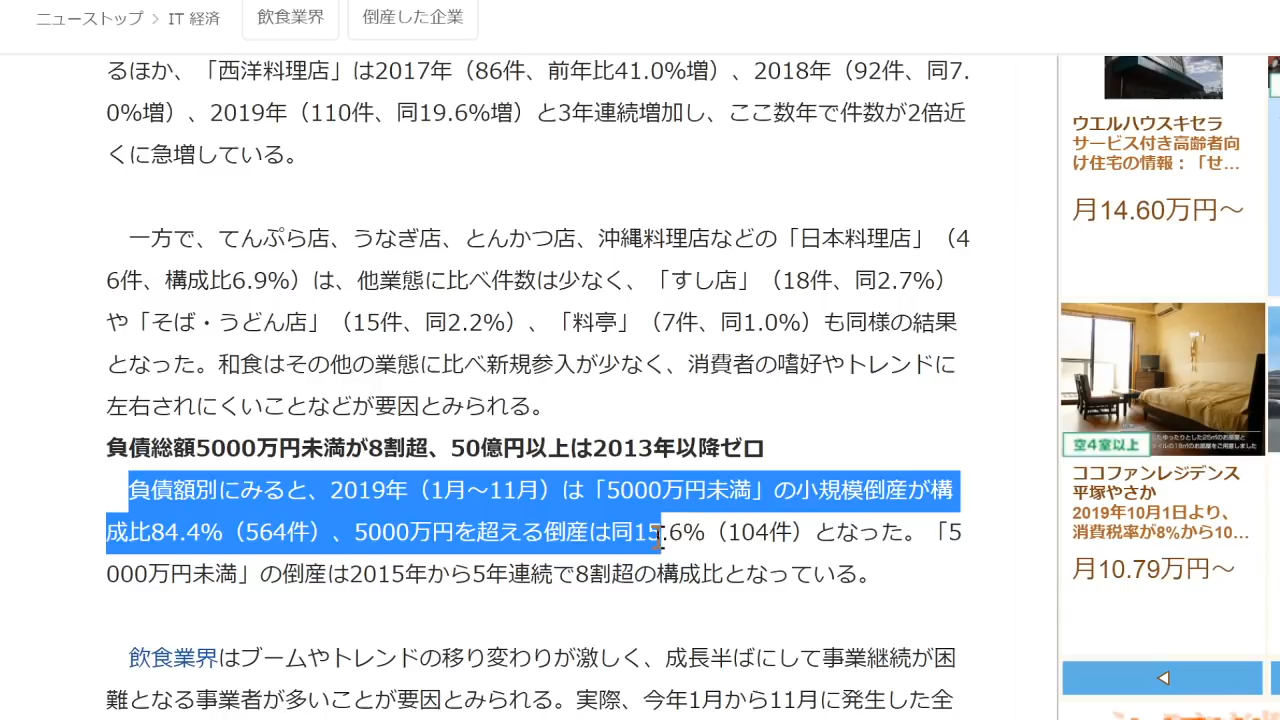 ニューストップ > IT 経済
飲食業界
倒産した企業
るほか、「西洋料理店」は2017年（86件、前年比41.0%増）、2018年（92件、同7.
0%増）、2019年（110件、同19.6%増）と3年連続増加し、ここ数年で件数が2倍近
くに急増している。
一方で、てんぷら店、うなぎ店、とんかつ店、沖縄料理店などの「日本料理店」（4
6件、構成比6.9%）は、他業態に比べ件数は少なく、「すし店」（18件、同2.7%）
や「そば・うどん店」（15件、同2.2%）、「料亭」（7件、同1.0%）も同様の結果
となった。和食はその他の業態に比べ新規参入が少なく、消費者の嗜好やトレンドに
左右されにくいことなどが要因とみられる。
負債総額5000万円未満が8割超、50億円以上は2013年以降ゼロ
負債額別にみると、2019年（1月～11月）は「5000万円未満」の小規模倒産が構
成比84.4%（564件）、5000万円を超える倒産は同15.6%（104件）となった。「5
000万円未満」の倒産は2015年から5年連続で8割超の構成比となっている。
飲食業界はブームやトレンドの移り変わりが激しく、成長半ばにして事業継続が困
難となる事業者が多いことが要因とみられる。実際、今年1月から11月に発生した全
ウエルハウスキセラ
サービス付き高齢者向
け住宅の情報：「せ...
月14.60万円～
空4室以上
ココファンレジデンス
平塚やさか
2019年10月1日より、
消費税率が8%から10...
月10.79万円～